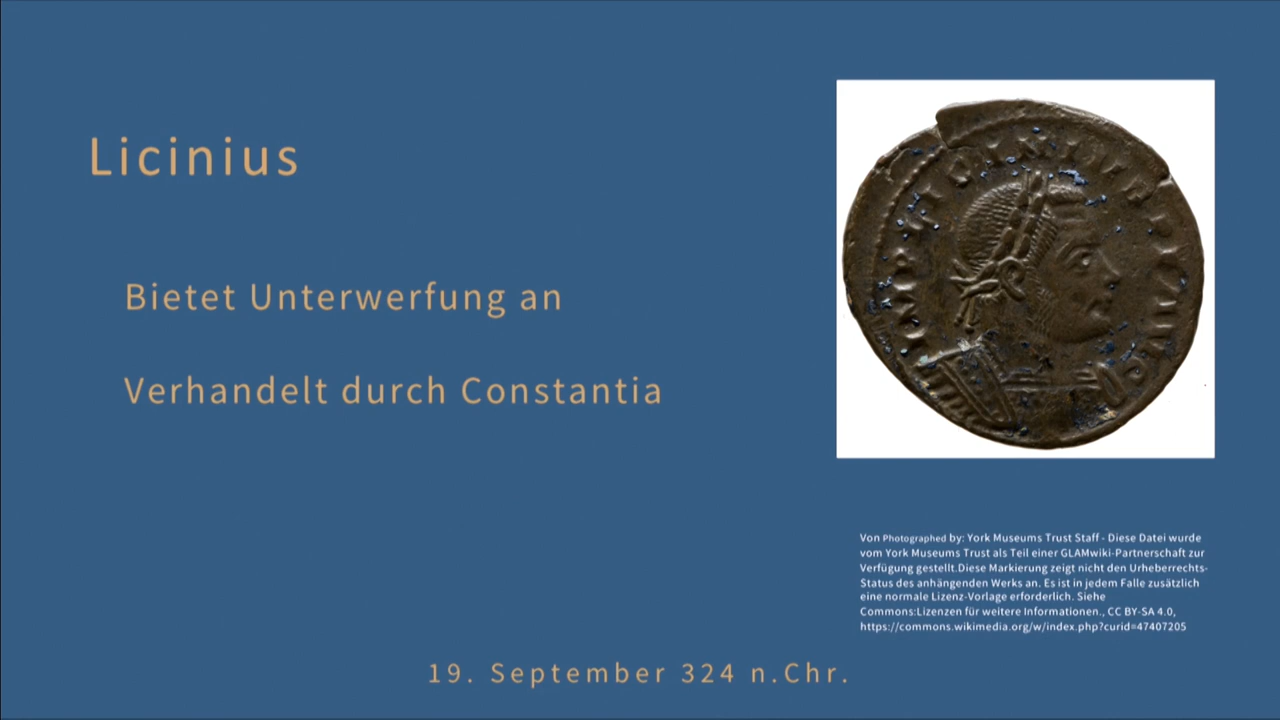 Licinius
Bietet Unterwerfung an
Verhandelt durch Constantia
Von Photographed by: York Museums Trust Staff - Diese Datei wurde
vom York Museums Trust als Teil einer GLAMwiki-Partnerschaft zur
Verfügung gestellt.Diese Markierung zeigt nicht den Urheberrechts-
Status des anhängenden Werks an. Es ist in jedem Falle zusätzlich
eine normale Lizenz-Vorlage erforderlich. Siehe
Commons:Lizenzen für weitere Informationen., CC BY-SA 4.0,
https://commons.wikimedia.org/w/index.php?curid=47407205
19. September 324 n.Chr.